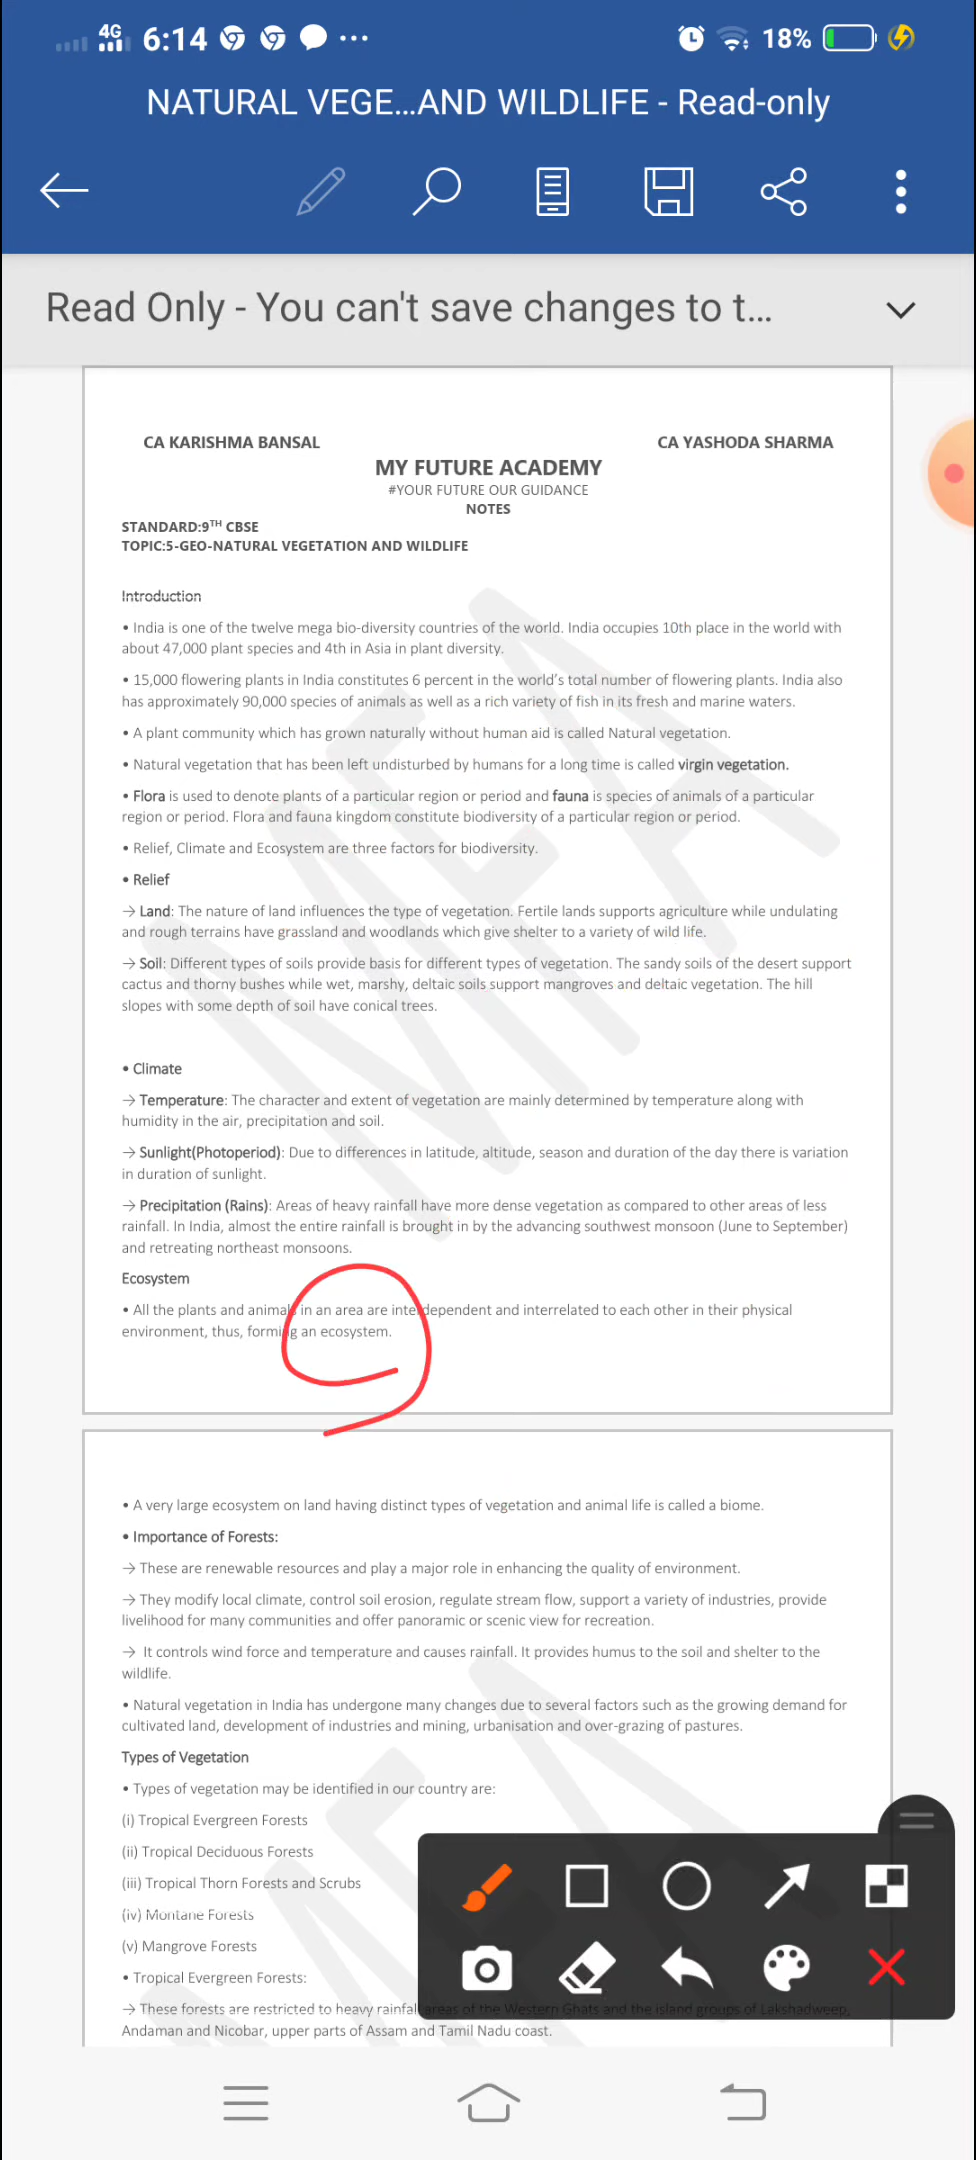 4G 6:14 ... 18%
NATURAL VEGE...AND WILDLIFE - Read-only
Read Only - You can't save changes to t...
CA KARISHMA BANSAL CA YASHODA SHARMA
MY FUTURE ACADEMY
#YOUR FUTURE OUR GUIDANCE
NOTES
STANDARD:9TH CBSE
TOPIC:5-GEO-NATURAL VEGETATION AND WILDLIFE
Introduction
• India is one of the twelve mega bio-diversity countries of the world. India occupies 10th place in the world with
about 47,000 plant species and 4th in Asia in plant diversity.
• 15,000 flowering plants in India constitutes 6 percent in the world's total number of flowering plants. India also
has approximately 90,000 species of animals as well as a rich variety of fish in its fresh and marine waters.
• A plant community which has grown naturally without human aid is called Natural vegetation.
• Natural vegetation that has been left undisturbed by humans for a long time is called virgin vegetation.
• Flora is used to denote plants of a particular region or period and fauna is species of animals of a particular
region or period. Flora and fauna kingdom constitute biodiversity of a particular region or period.
• Relief, Climate and Ecosystem are three factors for biodiversity.
• Relief
→ Land: The nature of land influences the type of vegetation. Fertile lands supports agriculture while undulating
and rough terrains have grassland and woodlands which give shelter to a variety of wild life.
→ Soil: Different types of soils provide basis for different types of vegetation. The sandy soils of the desert support
cactus and thorny bushes while wet, marshy, deltaic soils support mangroves and deltaic vegetation. The hill
slopes with some depth of soil have conical trees.
• Climate
→ Temperature: The character and extent of vegetation are mainly determined by temperature along with
humidity in the air, precipitation and soil.
→ Sunlight(Photoperiod): Due to differences in latitude, altitude, season and duration of the day there is variation
in duration of sunlight.
→ Precipitation (Rains): Areas of heavy rainfall have more dense vegetation as compared to other areas of less
rainfall. In India, almost the entire rainfall is brought in by the advancing southwest monsoon (June to September)
and retreating northeast monsoons.
Ecosystem
• All the plants and animals in an area are interdependent and interrelated to each other in their physical
environment, thus, forming an ecosystem.
MFA
• A very large ecosystem on land having distinct types of vegetation and animal life is called a biome.
• Importance of Forests:
→ These are renewable resources and play a major role in enhancing the quality of environment.
→ They modify local climate, control soil erosion, regulate stream flow, support a variety of industries, provide
livelihood for many communities and offer panoramic or scenic view for recreation.
→ It controls wind force and temperature and causes rainfall. It provides humus to the soil and shelter to the
wildlife.
• Natural vegetation in India has undergone many changes due to several factors such as the growing demand for
cultivated land, development of industries and mining, urbanisation and over-grazing of pastures.
Types of Vegetation
• Types of vegetation may be identified in our country are:
(i) Tropical Evergreen Forests
(ii) Tropical Deciduous Forests
(iii) Tropical Thorn Forests and Scrubs
(iv) Montane Forests
(v) Mangrove Forests
• Tropical Evergreen Forests:
→ These forests are restricted to heavy rainfall areas of the Western Ghats and the island groups of Lakshadweep,
Andaman and Nicobar, upper parts of Assam and Tamil Nadu coast.
MFA